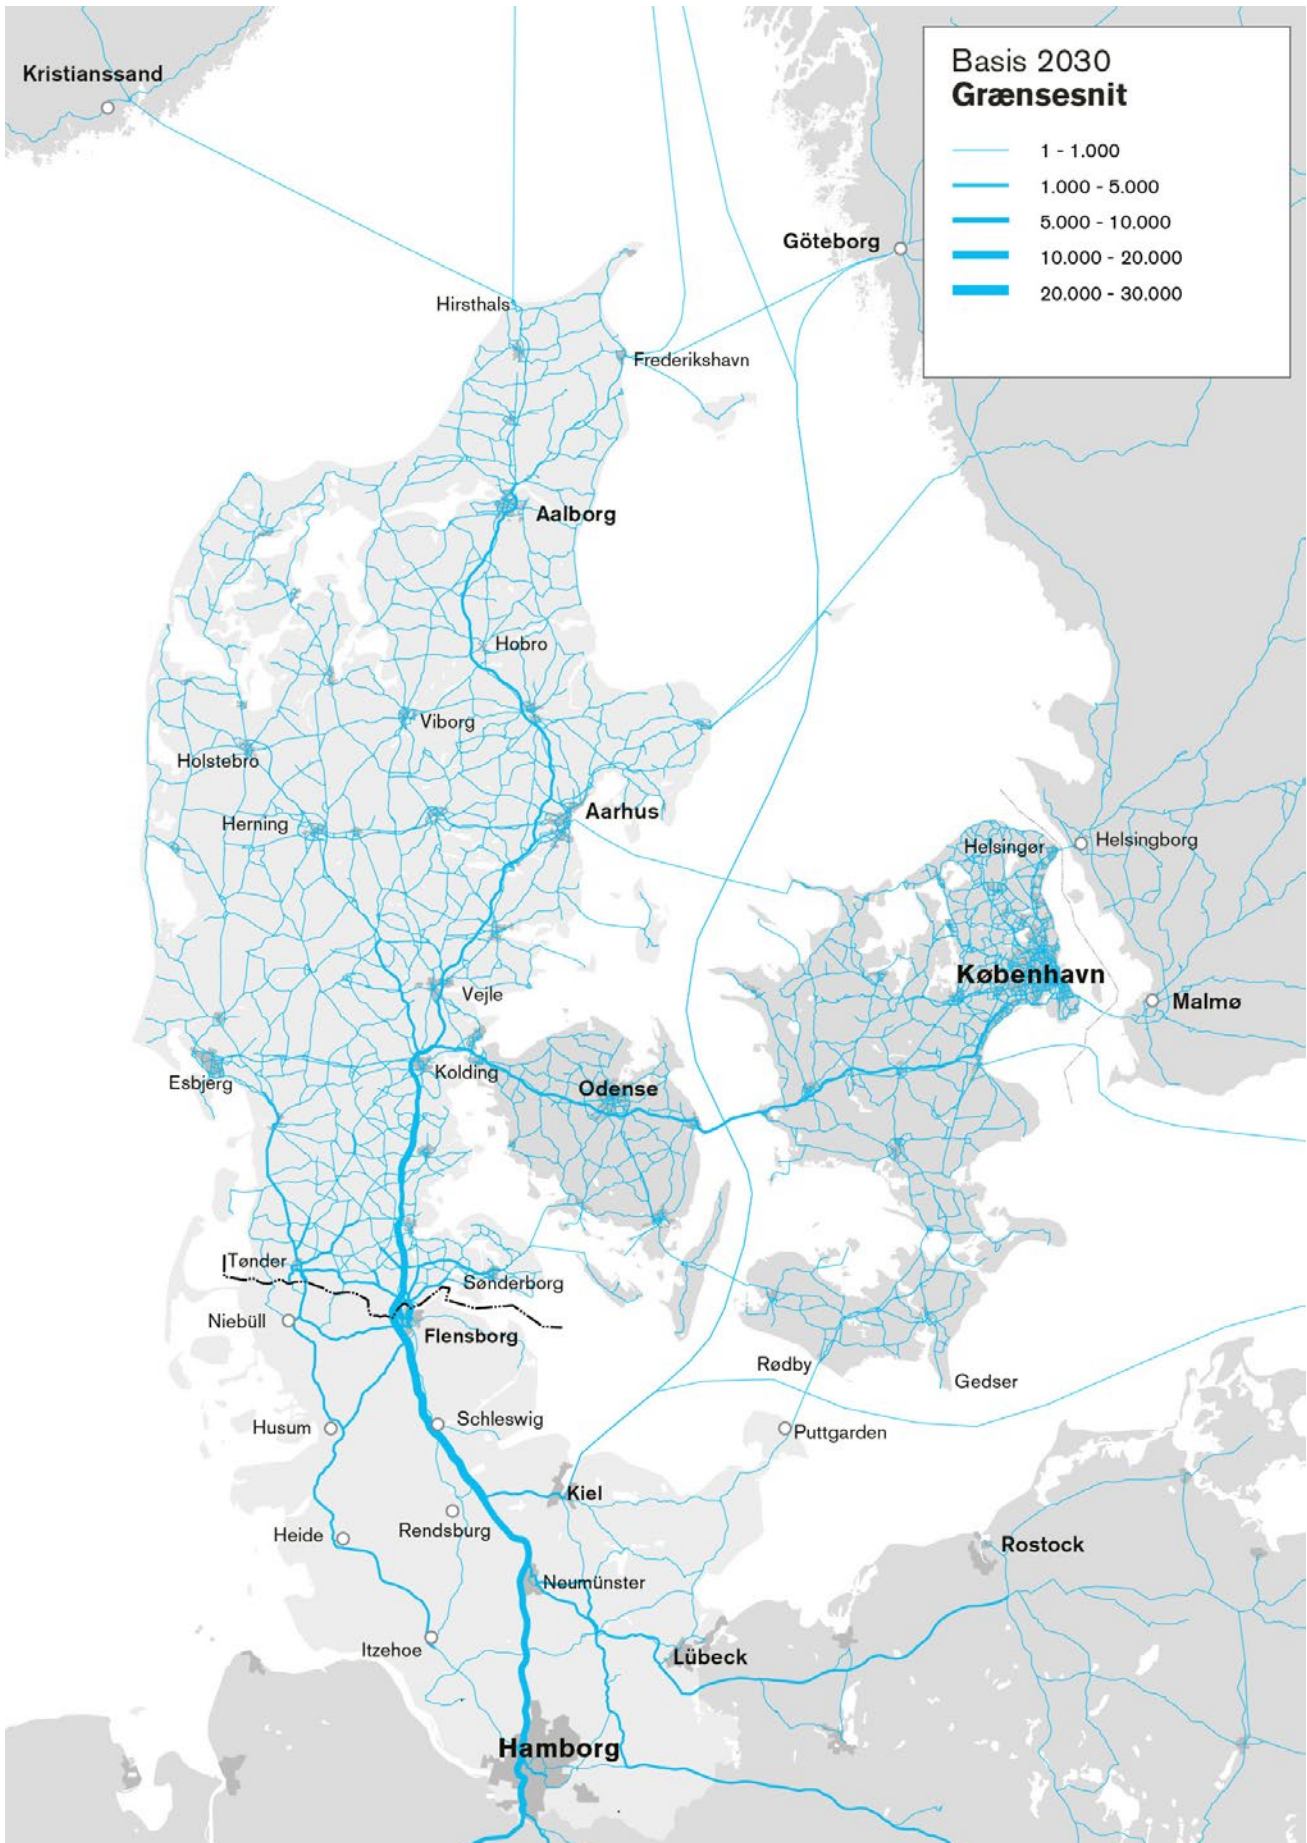 Kristianssand
Basis 2030
Grænsesnit
1 - 1.000
1.000 - 5.000
5.000 - 10.000
10.000 - 20.000
20.000 - 30.000
Göteborg
Hirsthals
Frederikshavn
Aalborg
Hobro
Viborg
Holstebro
Aarhus
Herning
Helsingør
Helsingborg
København
Vejle
Malmø
Kolding
Esbjerg
Odense
Tønder
Sønderborg
Niebüll
Flensborg
Rødby
Gedser
Husum
Schleswig
Puttgarden
Kiel
Rendsburg
Heide
Rostock
Neumünster
Itzehoe
Lübeck
Hamborg